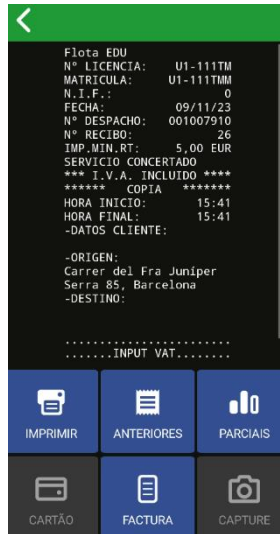 Flota EDU
Nº LICENCIA: U1-111TM
MATRICULA: U1-111TMM
N.I.F.: 0
FECHA: 09/11/23
Nº DESPACHO: 001007910
Nº RECIBO: 26
IMP.MIN.RT: 5,00 EUR
SERVICIO CONCERTADO
*** I.V.A. INCLUIDO ****
****** COPIA *******
HORA INICIO: 15:41
HORA FINAL: 15:41
-DATOS CLIENTE:
-ORIGEN:
Carrer del Fra Juníper
Serra 85, Barcelona
-DESTINO:
........................
.......INPUT VAT........
IMPRIMIR
ANTERIORES
PARCIAIS
CARTÃO
FACTURA
CAPTURE